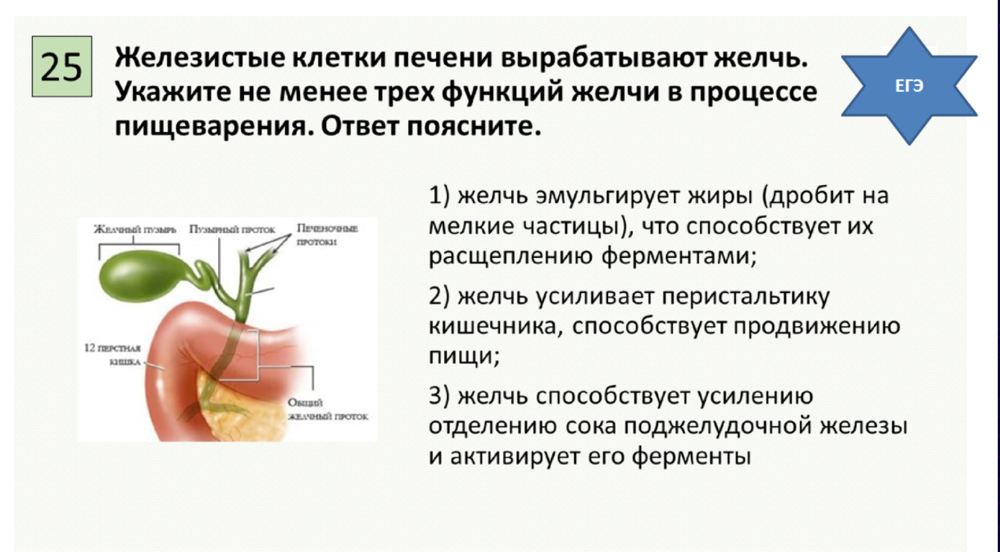 25
Железистые клетки печени вырабатывают желчь.
Укажите не менее трех функций желчи в процессе
пищеварения. Ответ поясните.
ЕГЭ
Желчный пузырь
Пузырный проток
Печеночные
протоки
12 перстная
кишка
Общий
желчный проток
1) желчь эмульгирует жиры (дробит на
мелкие частицы), что способствует их
расщеплению ферментами;
2) желчь усиливает перистальтику
кишечника, способствует продвижению
пищи;
3) желчь способствует усилению
отделению сока поджелудочной железы
и активирует его ферменты